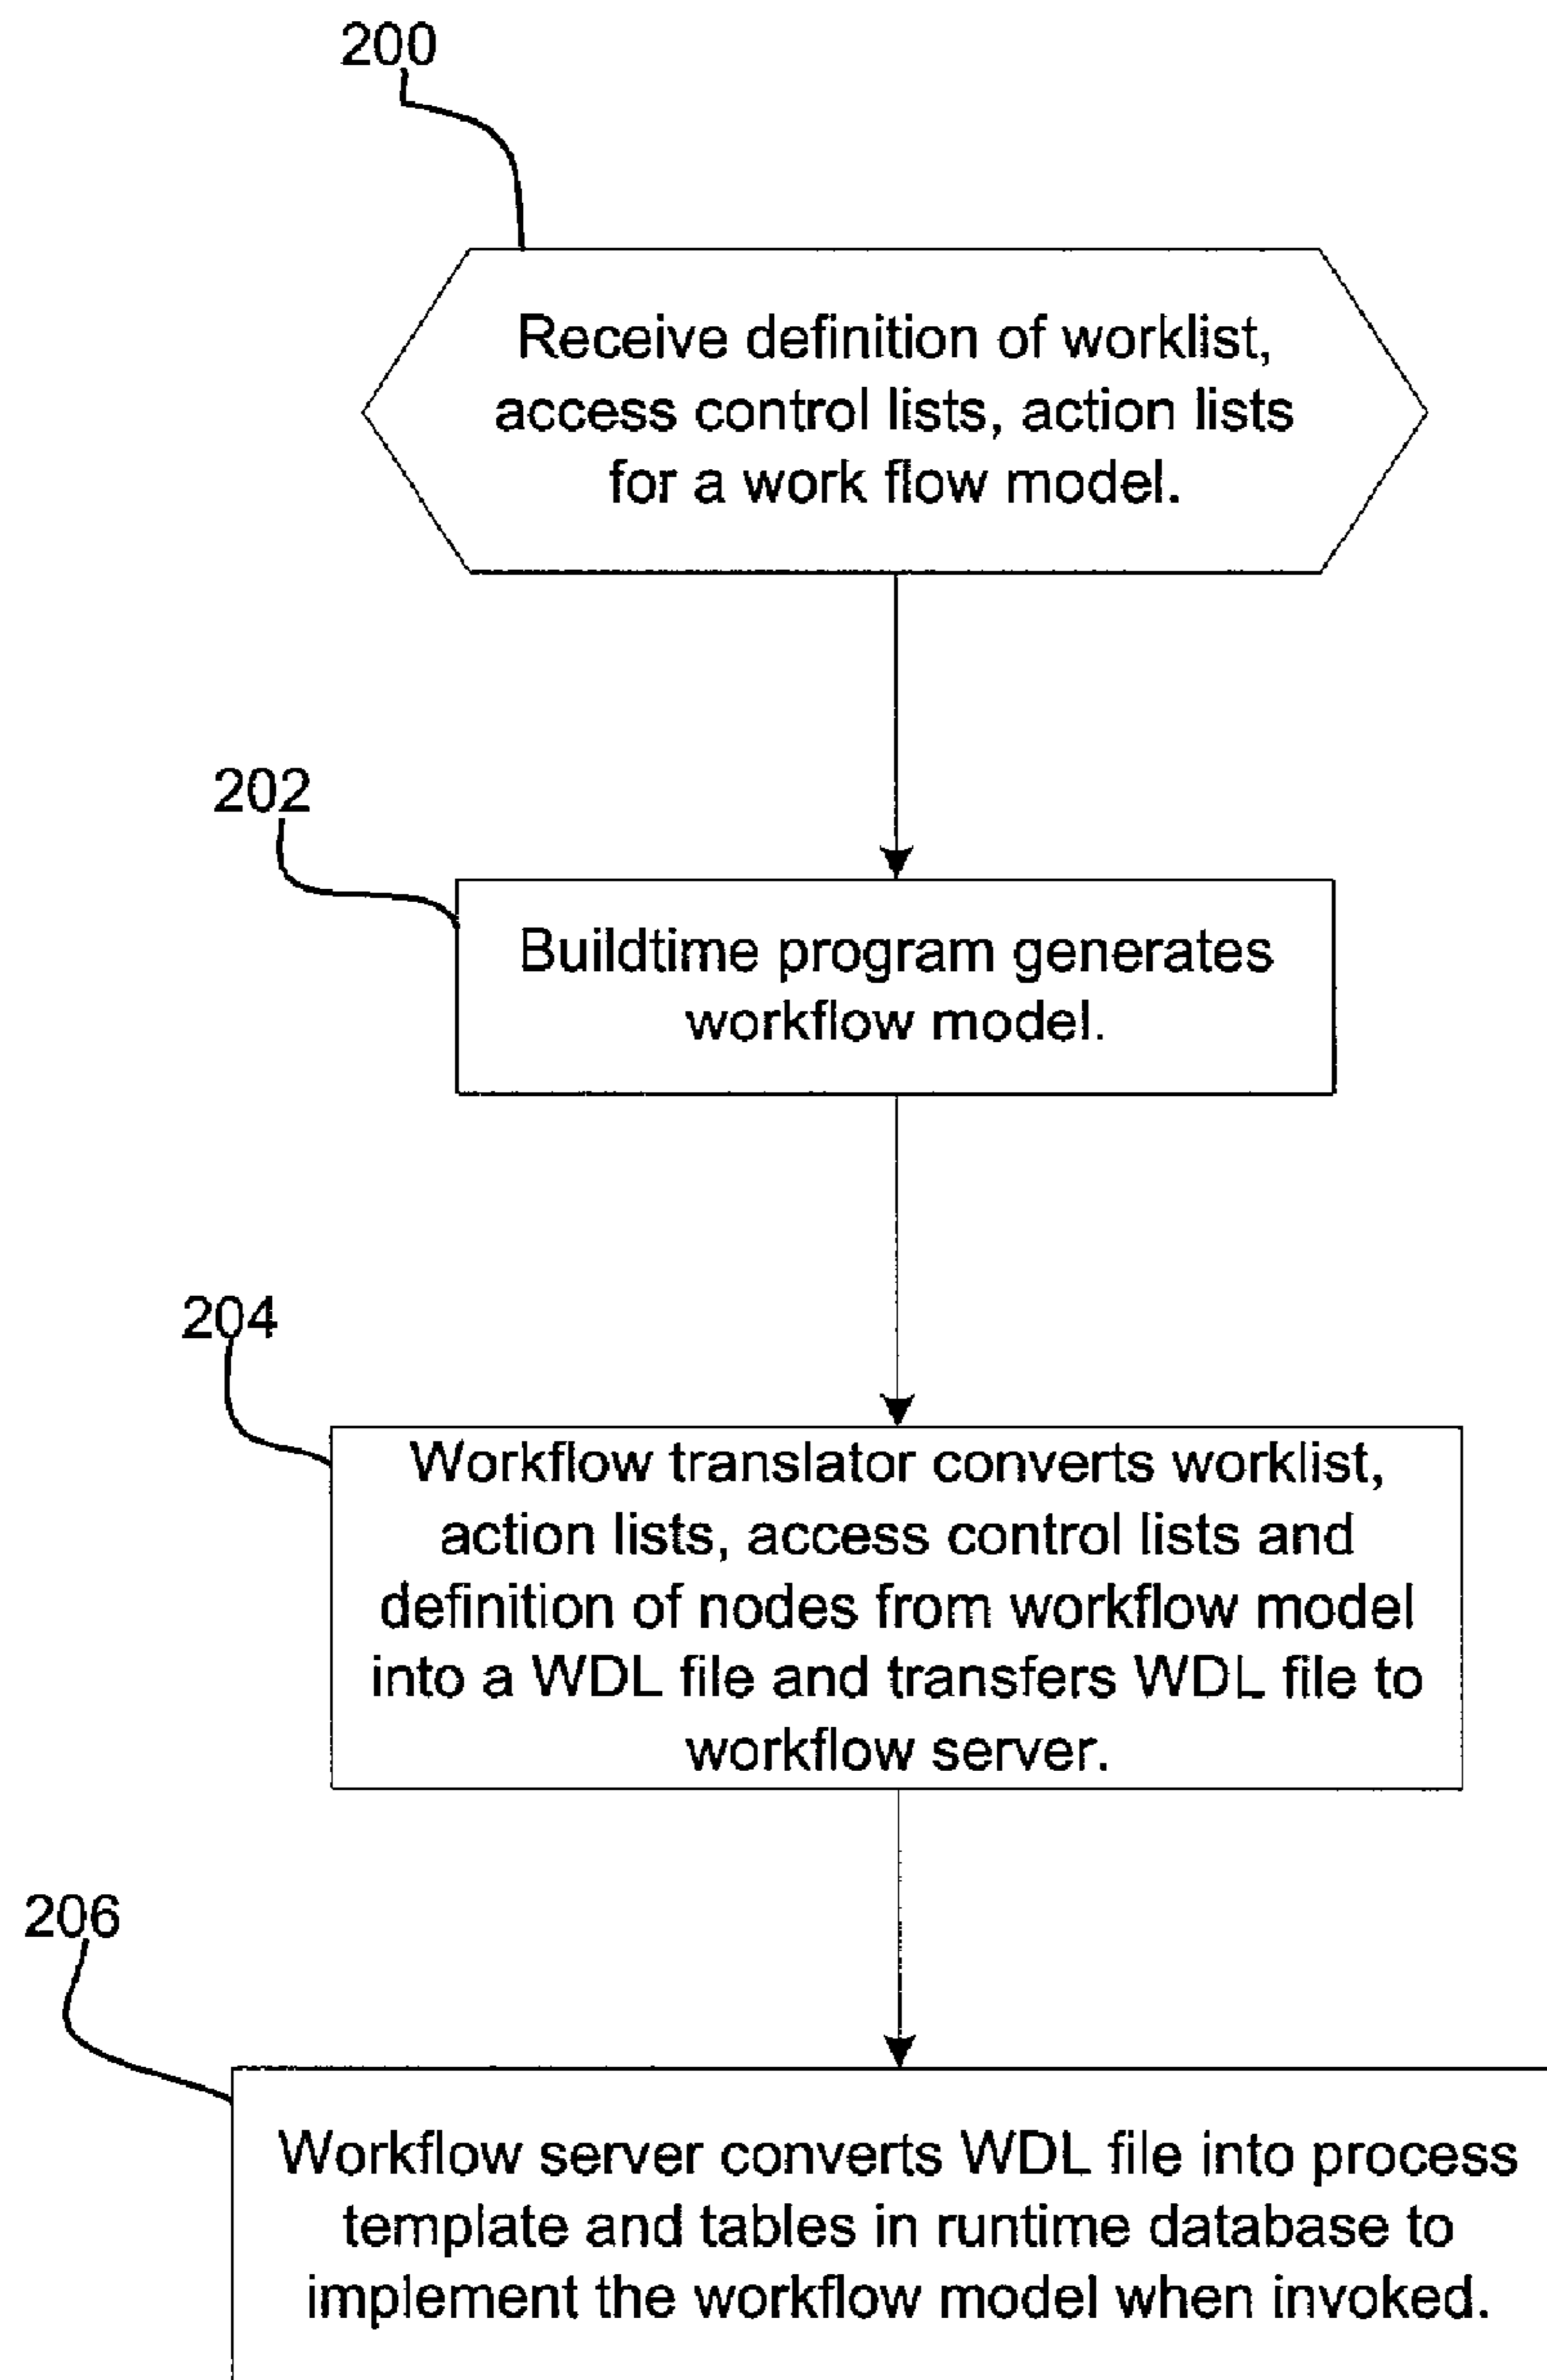 200
Receive definition of worklist,
access control lists, action lists
for a work flow model.
202
Buildtime program generates
workflow model.
204
Workflow translator converts worklist,
action lists, access control lists and
definition of nodes from workflow model
into a WDL file and transfers WDL file to
workflow server.
206
Workflow server converts WDL file into process
template and tables in runtime database to
implement the workflow model when invoked.